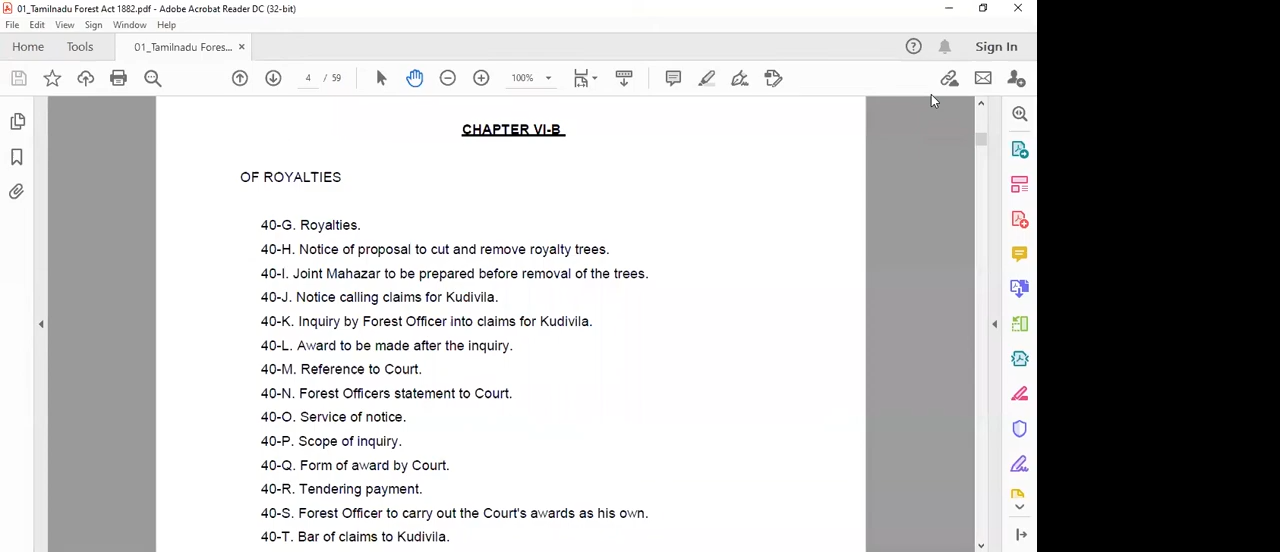 01_Tamilnadu Forest Act 1882.pdf - Adobe Acrobat Reader DC (32-bit)
File Edit View Sign Window Help
Home Tools 01_Tamilnadu Fores... × Sign In
4 / 59 100%
CHAPTER VI-B
OF ROYALTIES
40-G. Royalties.
40-H. Notice of proposal to cut and remove royalty trees.
40-I. Joint Mahazar to be prepared before removal of the trees.
40-J. Notice calling claims for Kudivila.
40-K. Inquiry by Forest Officer into claims for Kudivila.
40-L. Award to be made after the inquiry.
40-M. Reference to Court.
40-N. Forest Officers statement to Court.
40-O. Service of notice.
40-P. Scope of inquiry.
40-Q. Form of award by Court.
40-R. Tendering payment.
40-S. Forest Officer to carry out the Court's awards as his own.
40-T. Bar of claims to Kudivila.